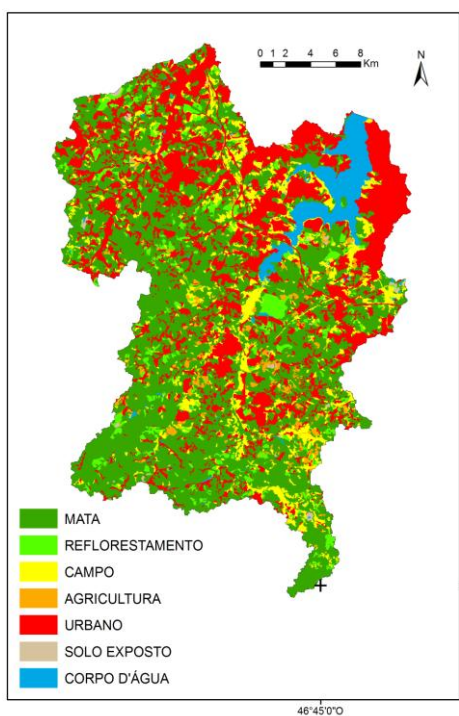 0 1 2 4 6 8
Km
N
MATA
REFLORESTAMENTO
CAMPO
AGRICULTURA
URBANO
SOLO EXPOSTO
CORPO D'ÁGUA
46°45'0"O